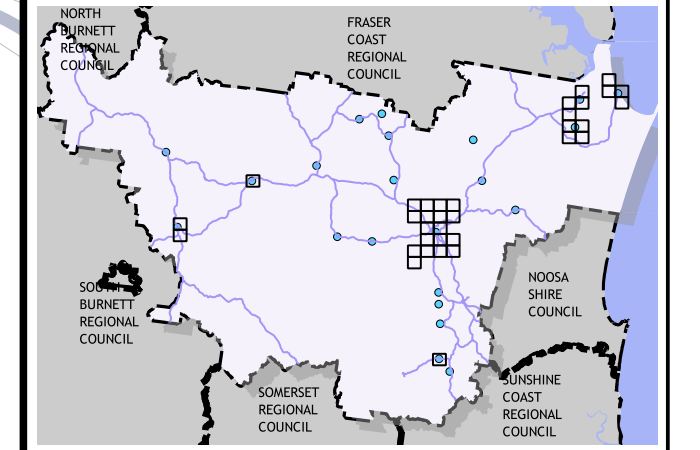 NORTH
BURNETT
REGIONAL
COUNCIL
FRASER
COAST
REGIONAL
COUNCIL
SOUTH
BURNETT
REGIONAL
COUNCIL
NOOSA
SHIRE
COUNCIL
SOMERSET
REGIONAL
COUNCIL
SUNSHINE
COAST
REGIONAL
COUNCIL